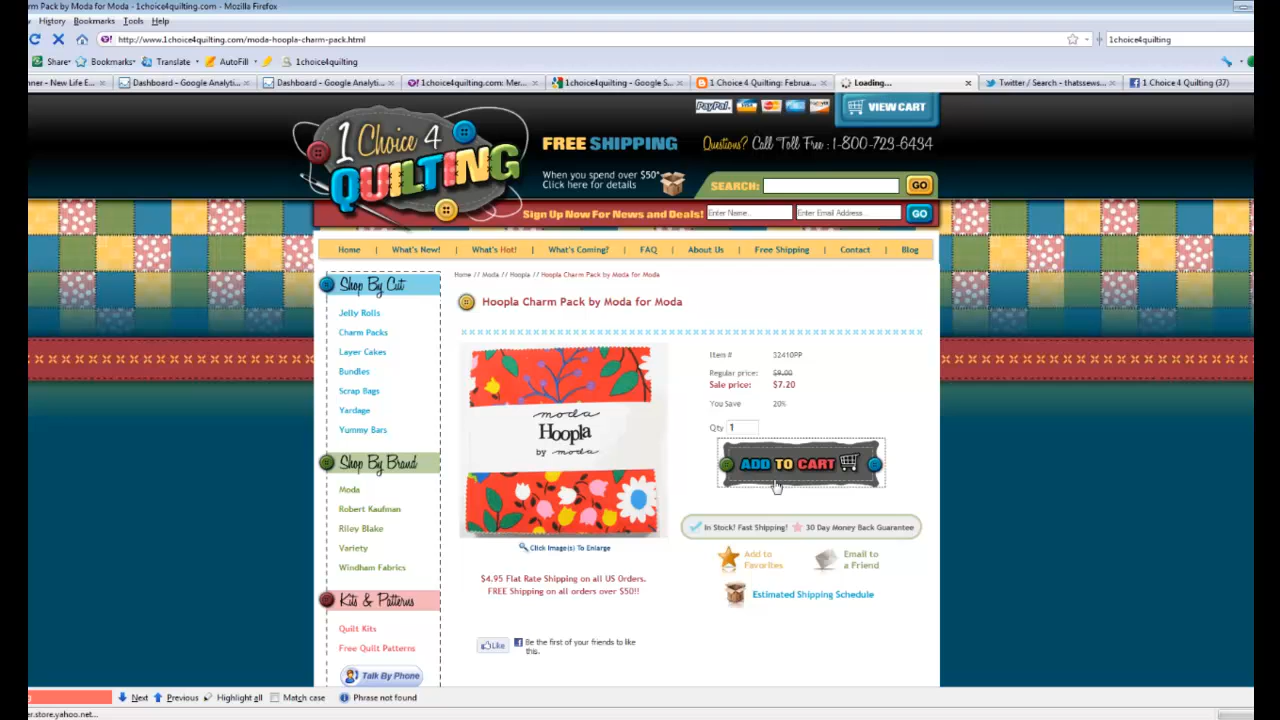 rm Pack by Moda for Moda - 1choice4quilting.com - Mozilla Firefox
History Bookmarks Tools Help
http://www.1choice4quilting.com/moda-hoopla-charm-pack.html
1choice4quilting
Share Bookmarks Translate AutoFill 1choice4quilting
ner - New Life E... Dashboard - Google Analyti... Dashboard - Google Analyti... 1choice4quilting.com: Mer... 1choice4quilting - Google S... 1 Choice 4 Quilting: Februa... Loading... Twitter / Search - thatssews... 1 Choice 4 Quilting (37)
PayPal VISA MasterCard DISCOVER
VIEW CART
1 Choice 4 QUILTING
FREE SHIPPING
Questions? Call Toll Free : 1-800-723-6434
When you spend over $50*
Click here for details
SEARCH: GO
Sign Up Now For News and Deals! Enter Name.. Enter Email Address... GO
Home | What's New! | What's Hot! | What's Coming? | FAQ | About Us | Free Shipping | Contact | Blog
Home // Moda // Hoopla // Hoopla Charm Pack by Moda for Moda
Shop By Cut
Jelly Rolls
Charm Packs
Layer Cakes
Bundles
Scrap Bags
Yardage
Yummy Bars
Shop By Brand
Moda
Robert Kaufman
Riley Blake
Variety
Windham Fabrics
Kits & Patterns
Quilt Kits
Free Quilt Patterns
Talk By Phone
Hoopla Charm Pack by Moda for Moda
moda
Hoopla
by moda
Click Image(s) To Enlarge
$4.95 Flat Rate Shipping on all US Orders.
FREE Shipping on all orders over $50!!
Like
Be the first of your friends to like
this.
Item # 32410PP
Regular price: $9.00
Sale price: $7.20
You Save 20%
Qty 1
ADD TO CART
In Stock! Fast Shipping! 30 Day Money Back Guarantee
Add to
Favorites
Email to
a Friend
Estimated Shipping Schedule
Next Previous Highlight all Match case Phrase not found
er.store.yahoo.net...